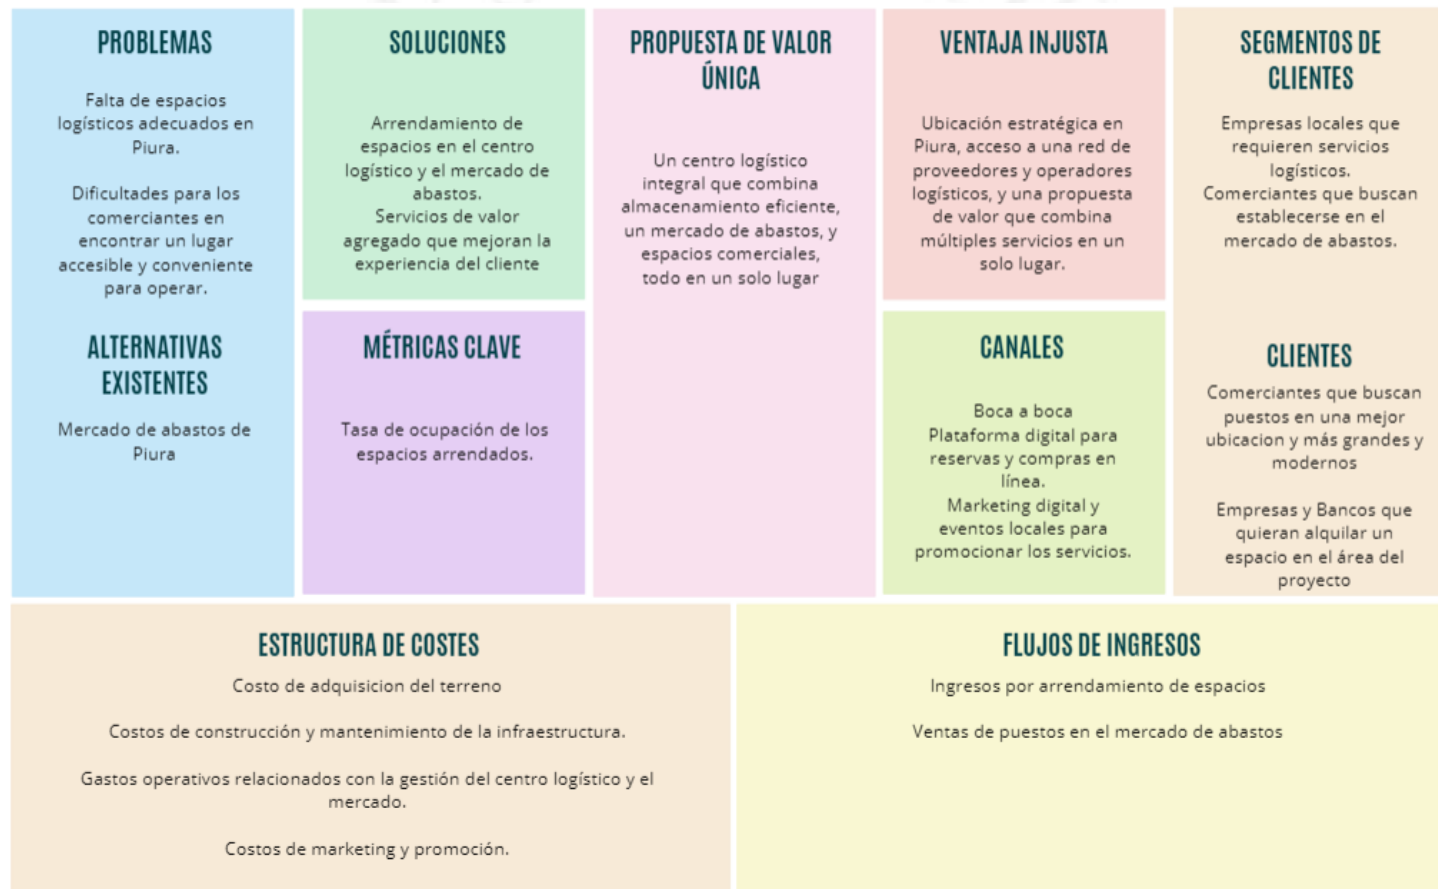 PROBLEMAS
Falta de espacios
logísticos adecuados en
Piura.
Dificultades para los
comerciantes en
encontrar un lugar
accesible y conveniente
para operar.
ALTERNATIVAS
EXISTENTES
Mercado de abastos de
Piura
SOLUCIONES
Arrendamiento de
espacios en el centro
logístico y el mercado de
abastos.
Servicios de valor
agregado que mejoran la
experiencia del cliente
MÉTRICAS CLAVE
Tasa de ocupación de los
espacios arrendados.
PROPUESTA DE VALOR
ÚNICA
Un centro logístico
integral que combina
almacenamiento eficiente,
un mercado de abastos, y
espacios comerciales,
todo en un solo lugar
VENTAJA INJUSTA
Ubicación estratégica en
Piura, acceso a una red de
proveedores y operadores
logísticos, y una propuesta
de valor que combina
múltiples servicios en un
solo lugar.
CANALES
Boca a boca
Plataforma digital para
reservas y compras en
línea.
Marketing digital y
eventos locales para
promocionar los servicios.
SEGMENTOS DE
CLIENTES
Empresas locales que
requieren servicios
logísticos.
Comerciantes que buscan
establecerse en el
mercado de abastos.
CLIENTES
Comerciantes que buscan
puestos en una mejor
ubicacion y más grandes y
modernos
Empresas y Bancos que
quieran alquilar un
espacio en el área del
proyecto
ESTRUCTURA DE COSTES
Costo de adquisicion del terreno
Costos de construcción y mantenimiento de la infraestructura.
Gastos operativos relacionados con la gestión del centro logístico y el
mercado.
Costos de marketing y promoción.
FLUJOS DE INGRESOS
Ingresos por arrendamiento de espacios
Ventas de puestos en el mercado de abastos